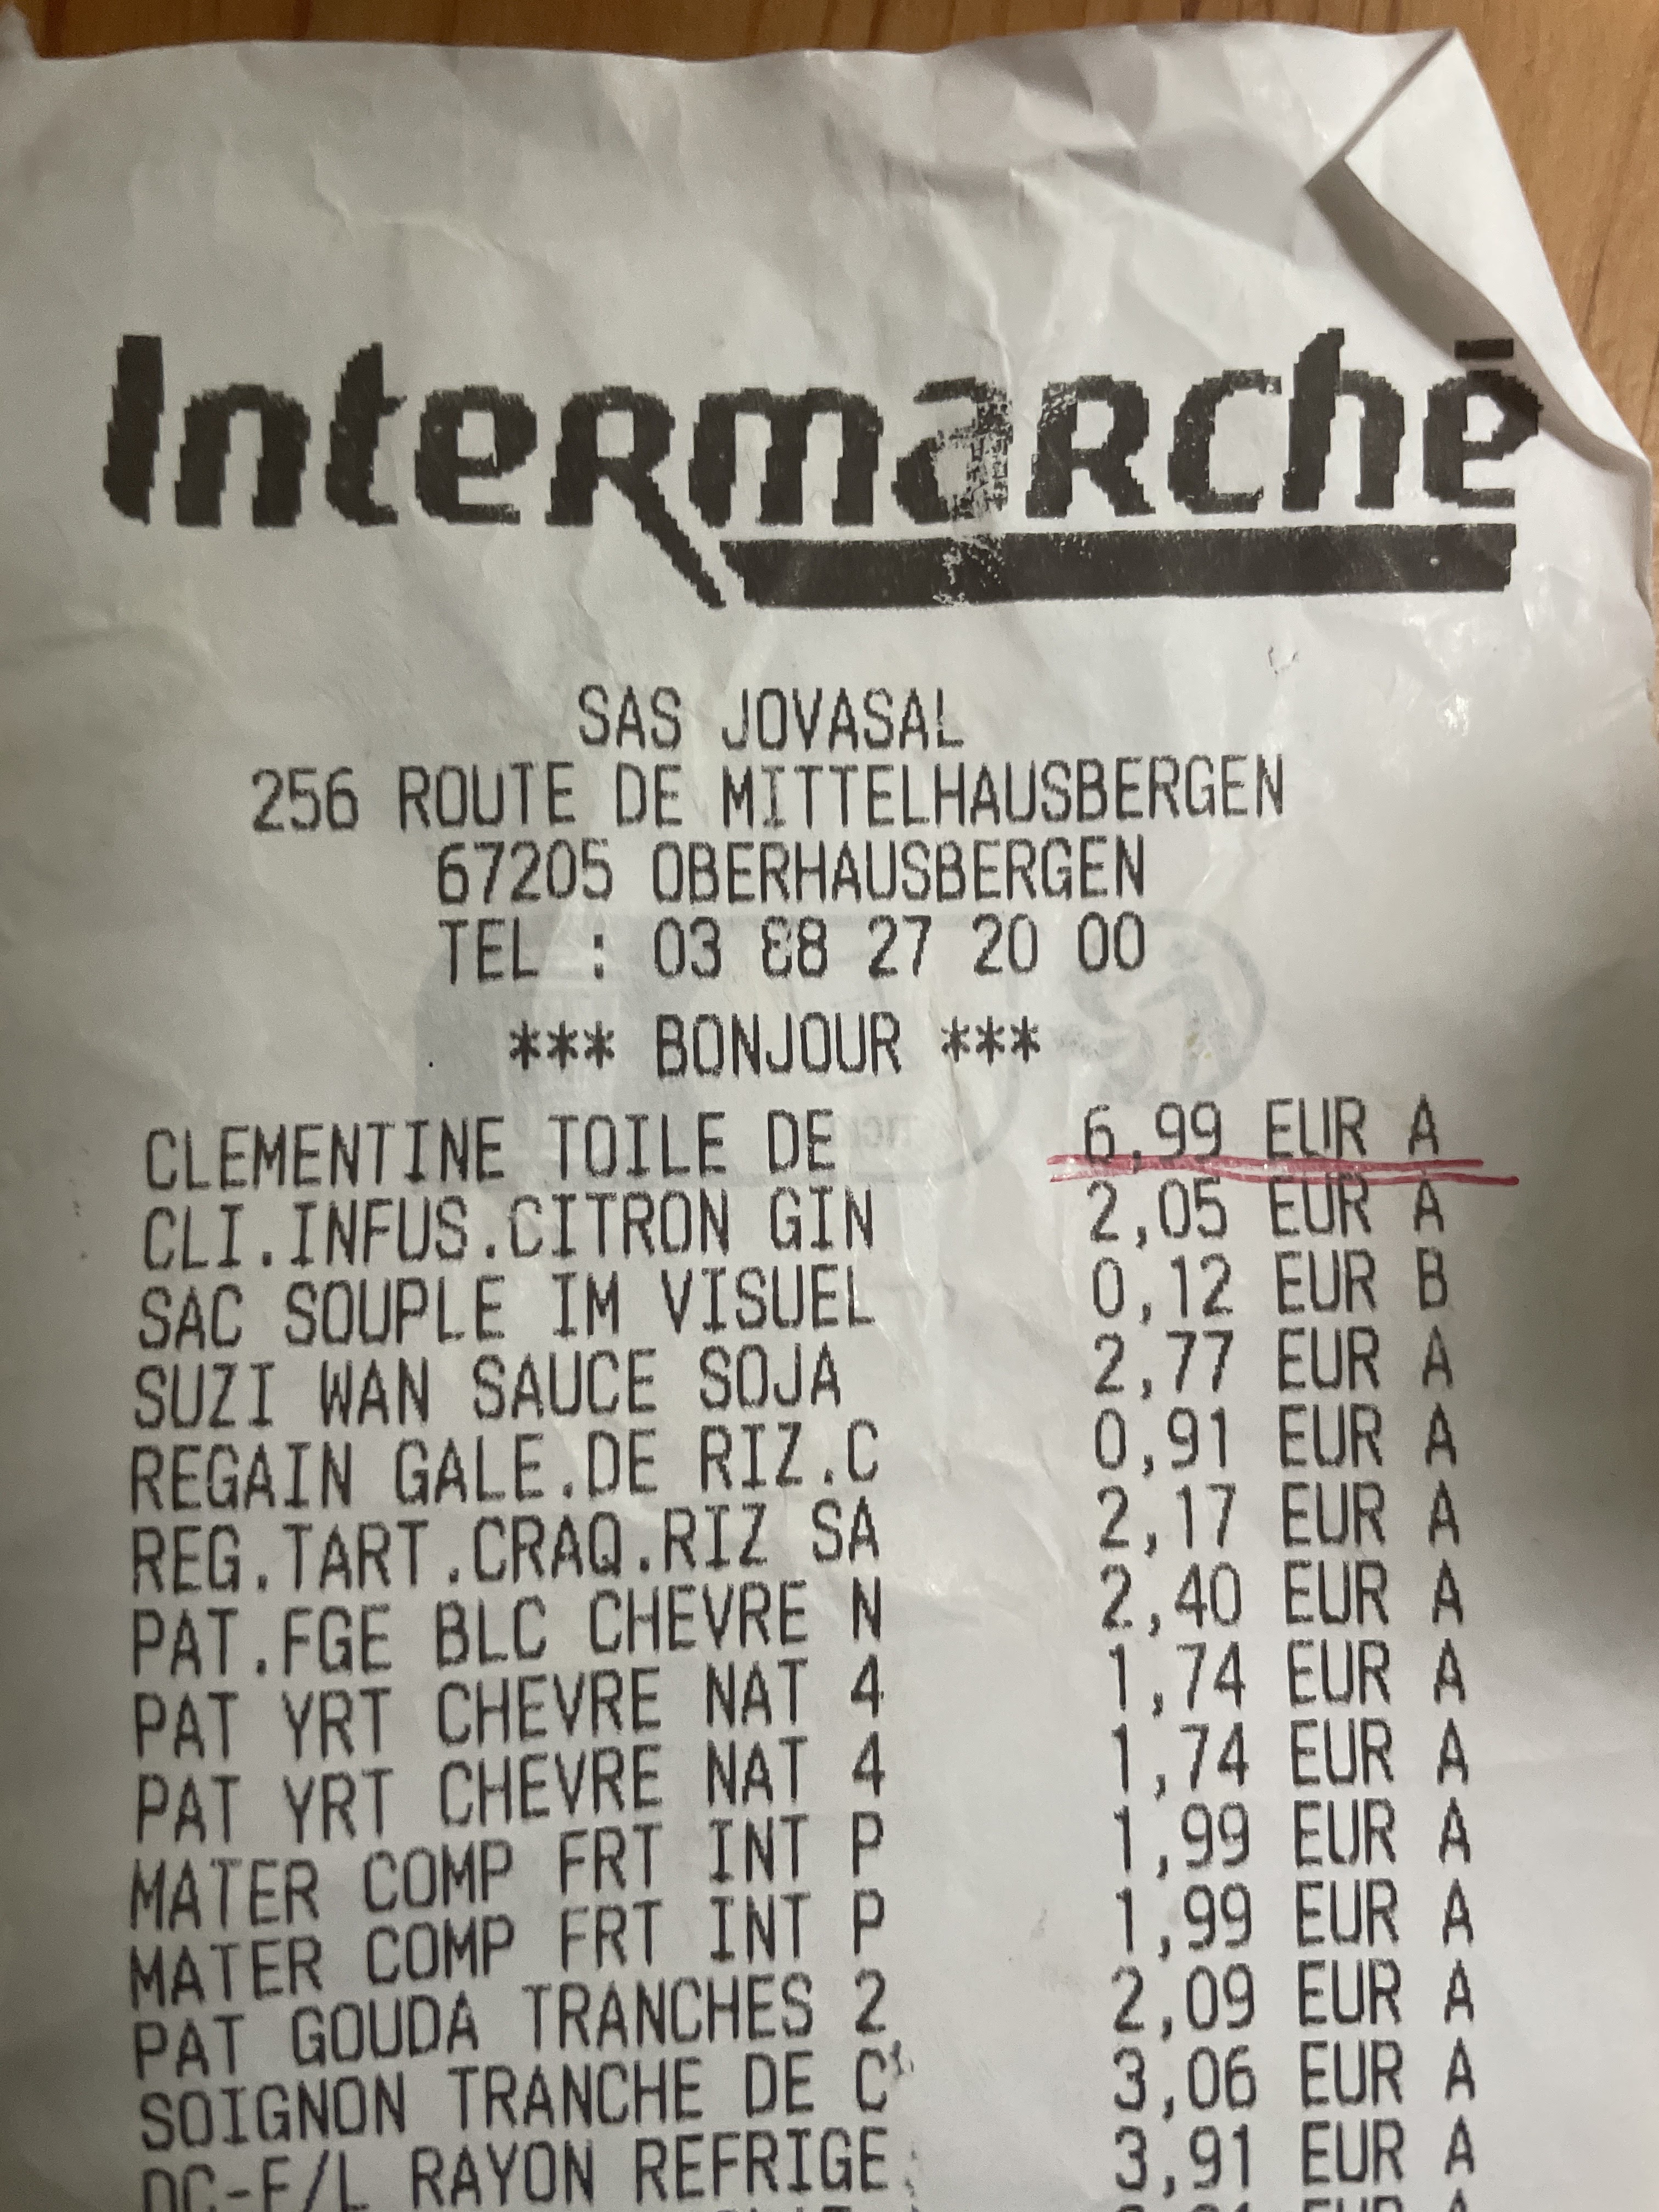 Intermarché
SAS JOVASAL
256 ROUTE DE MITTELHAUSBERGEN
67205 OBERHAUSBERGEN
TEL : 03 88 27 20 00
*** BONJOUR ***
CLEMENTINE TOILE DE 6,99 EUR A
CLI.INFUS.CITRON GIN 2,05 EUR A
SAC SOUPLE IM VISUEL 0,12 EUR B
SUZI WAN SAUCE SOJA 2,77 EUR A
REGAIN GALE.DE RIZ.C 0,91 EUR A
REG.TART.CRAQ.RIZ SA 2,17 EUR A
PAT.FGE BLC CHEVRE N 2,40 EUR A
PAT YRT CHEVRE NAT 4 1,74 EUR A
PAT YRT CHEVRE NAT 4 1,74 EUR A
MATER COMP FRT INT P 1,99 EUR A
MATER COMP FRT INT P 1,99 EUR A
PAT GOUDA TRANCHES 2 2,09 EUR A
SOIGNON TRANCHE DE C 3,06 EUR A
DC-F/L RAYON REFRIGE 3,91 EUR A